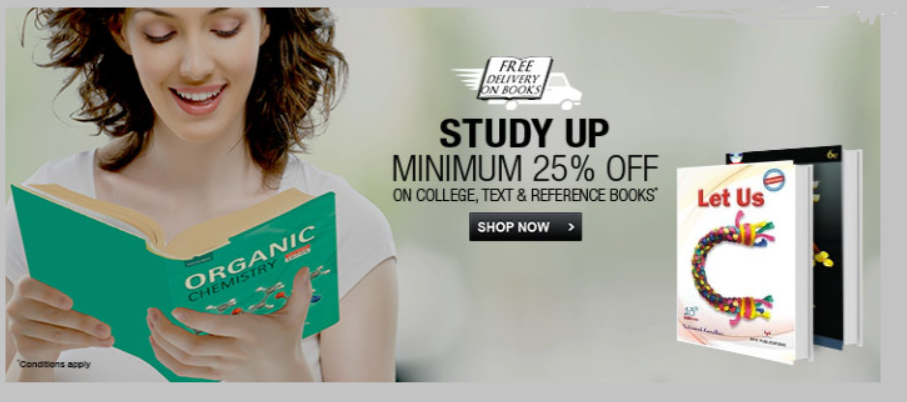 FREE
DELIVERY
ON BOOKS
STUDY UP
MINIMUM 25% OFF
ON COLLEGE, TEXT & REFERENCE BOOKS*
SHOP NOW >
ORGANIC
CHEMISTRY
Let Us
C
6e
*Conditions apply